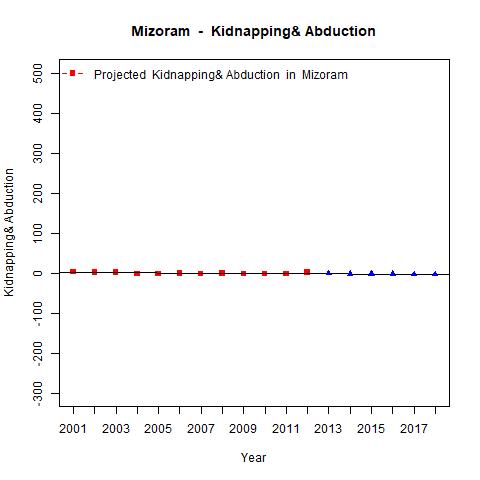 Mizoram - Kidnapping& Abduction
Projected Kidnapping& Abduction in Mizoram
Kidnapping& Abduction
500
400
300
200
100
0
-100
-200
-300
2001 2003 2005 2007 2009 2011 2013 2015 2017
Year